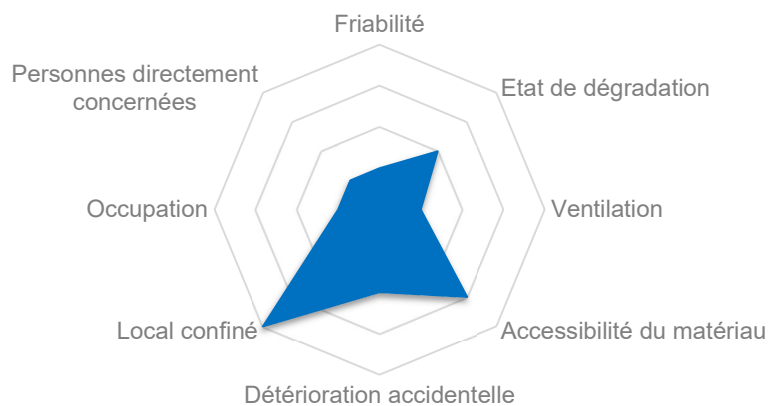 Friabilité
Personnes directement
concernées
Etat de dégradation
Occupation
Ventilation
Local confiné
Accessibilité du matériau
Détérioration accidentelle